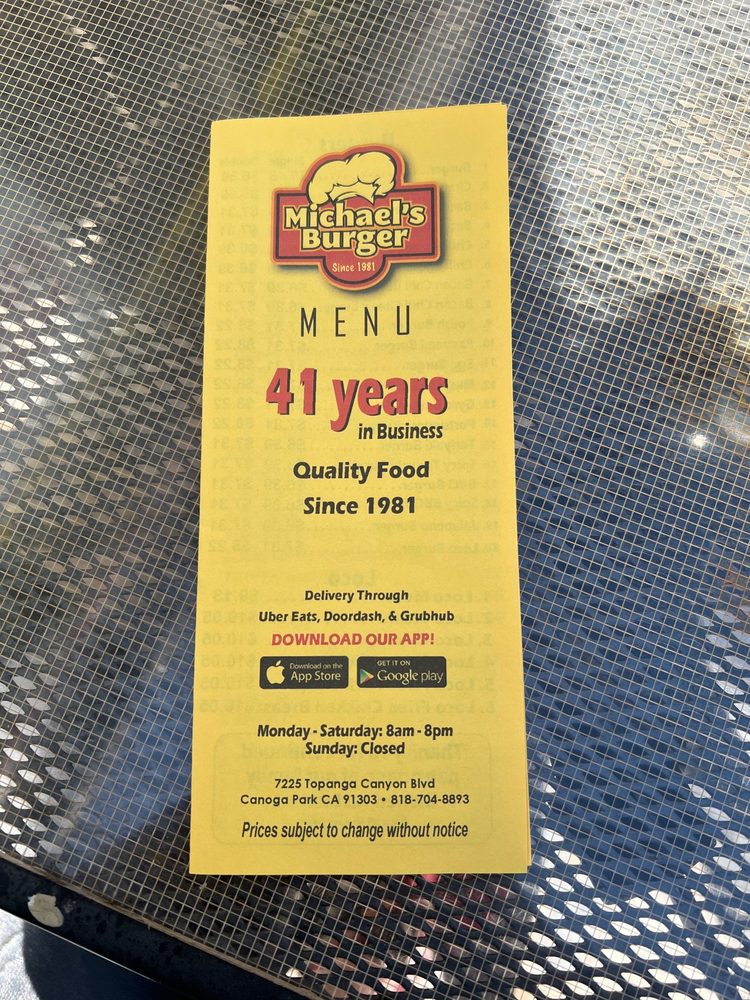 Michael's
Burger
Since 1981
MENU
41 years
in Business
Quality Food
Since 1981
Delivery Through
Uber Eats, Doordash, & Grubhub
DOWNLOAD OUR APP!
Download on the
App Store
GET IT ON
Google play
Monday - Saturday: 8am - 8pm
Sunday: Closed
7225 Topanga Canyon Blvd
Canoga Park CA 91303 • 818-704-8893
Prices subject to change without notice